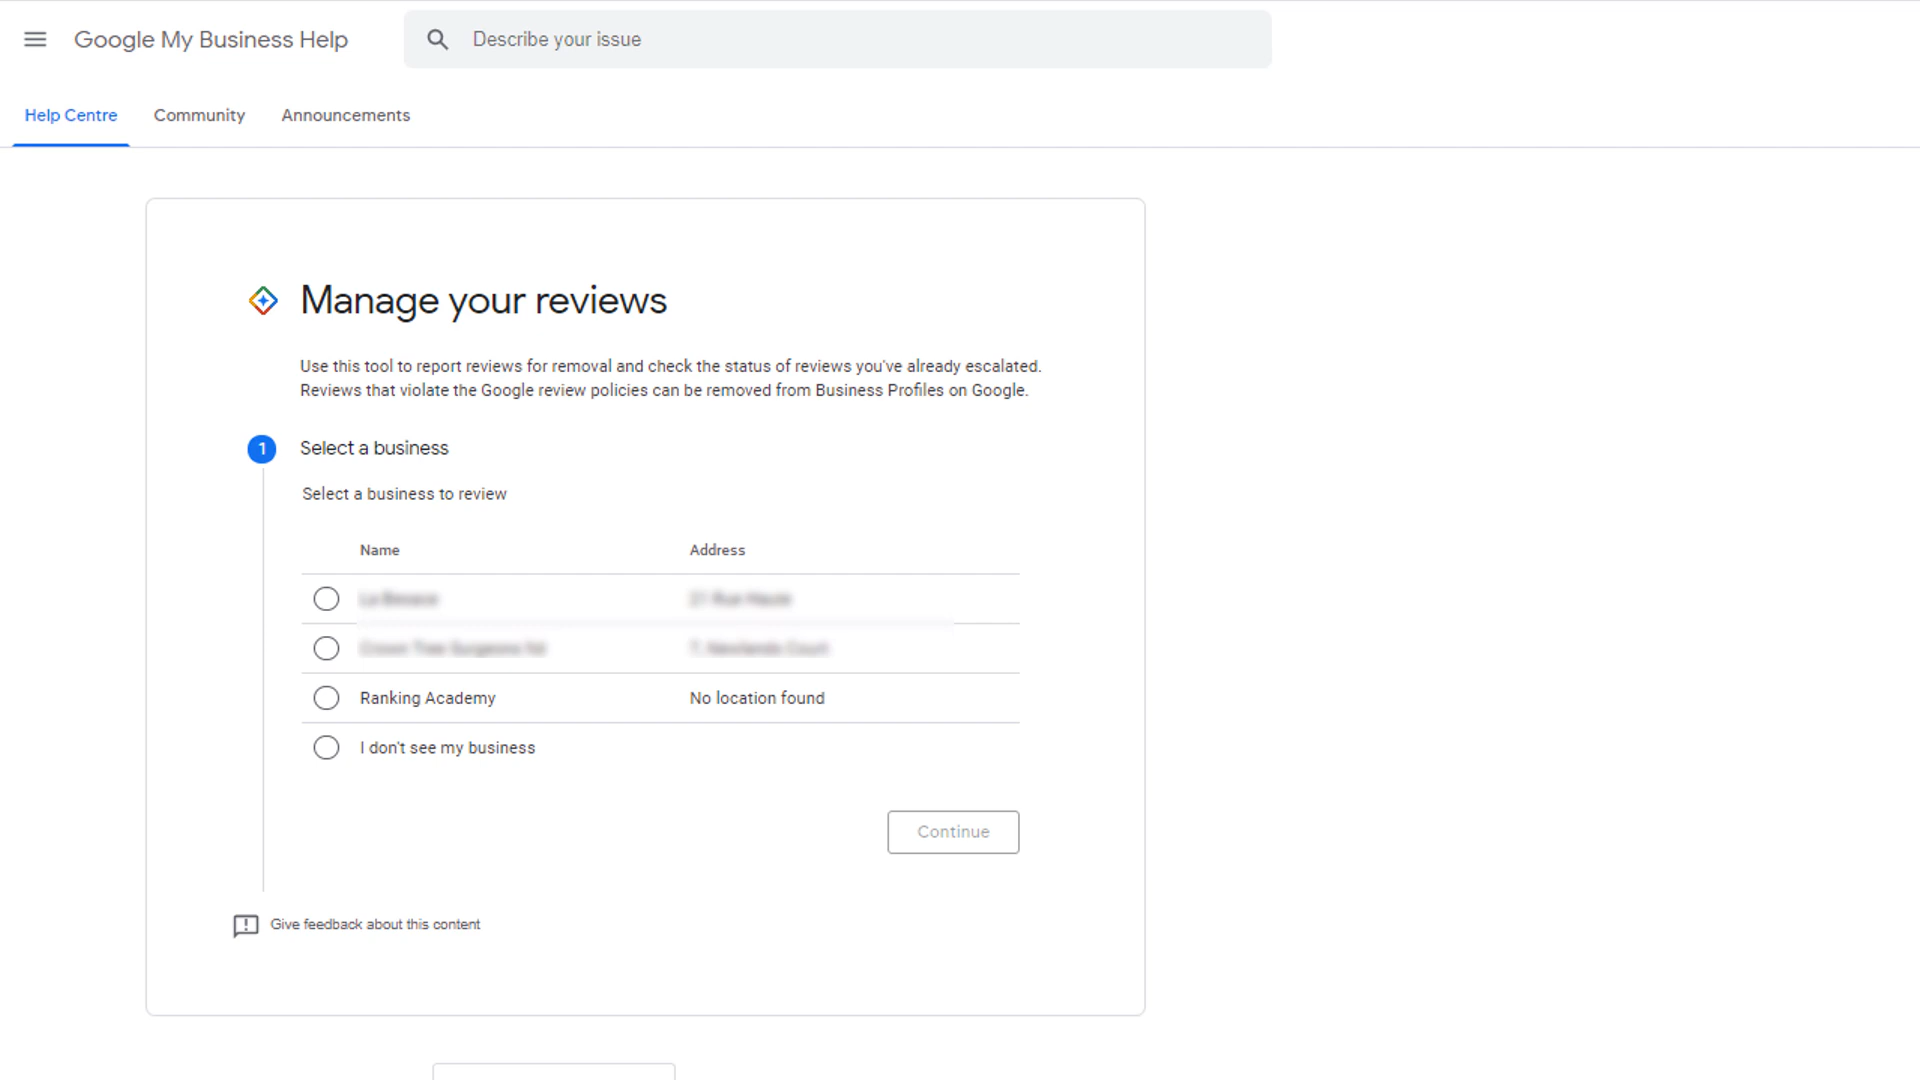 Google My Business Help
Describe your issue
Help Centre
Community
Announcements
Manage your reviews
Use this tool to report reviews for removal and check the status of reviews you've already escalated.
Reviews that violate the Google review policies can be removed from Business Profiles on Google.
1
Select a business
Select a business to review
Name Address
Ranking Academy No location found
I don't see my business
Continue
Give feedback about this content